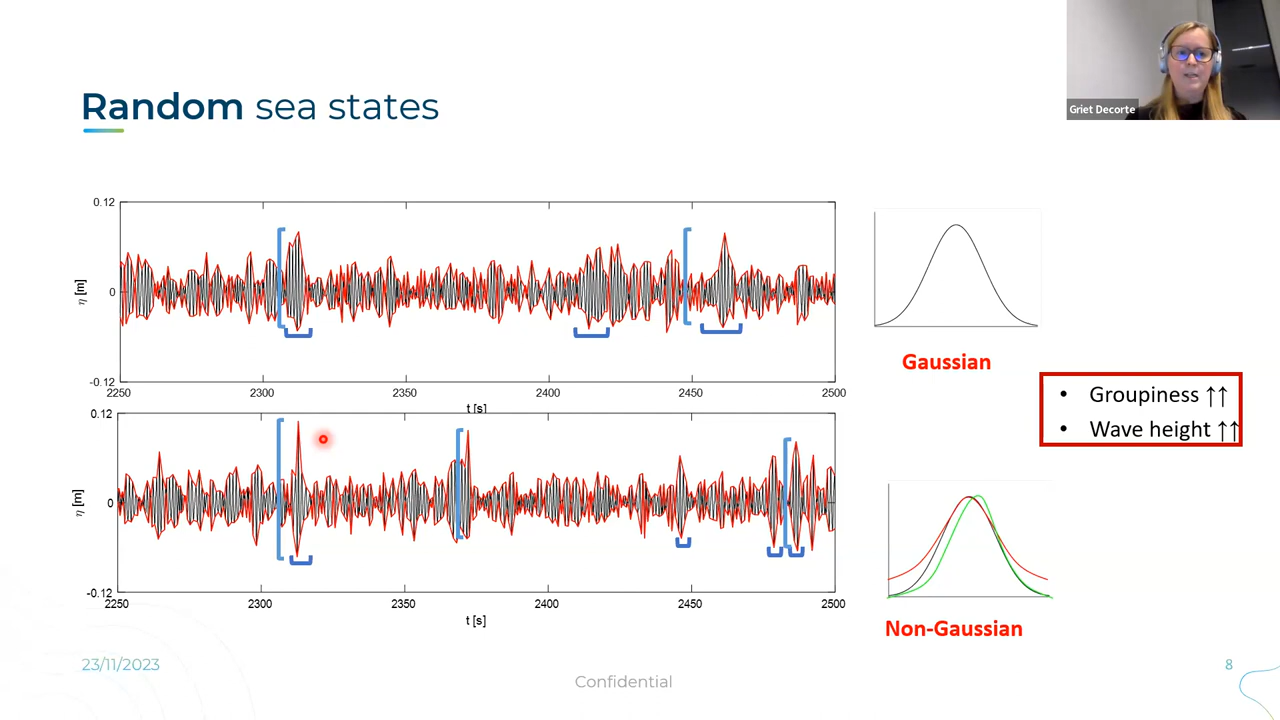 Griet Decorte
Random sea states
0.12
η [m]
0
-0.12
2250
2300
2350
2400
2450
2500
t [s]
Gaussian
• Groupiness ↑↑
• Wave height ↑↑
0.12
η [m]
0
-0.12
2250
2300
2350
2400
2450
2500
t [s]
Non-Gaussian
23/11/2023
Confidential
8